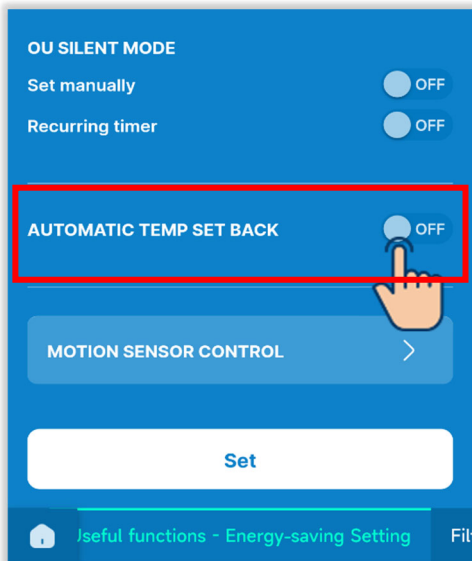 OU SILENT MODE
Set manually OFF
Recurring timer OFF
AUTOMATIC TEMP SET BACK OFF
MOTION SENSOR CONTROL
Set
Useful functions - Energy-saving Setting